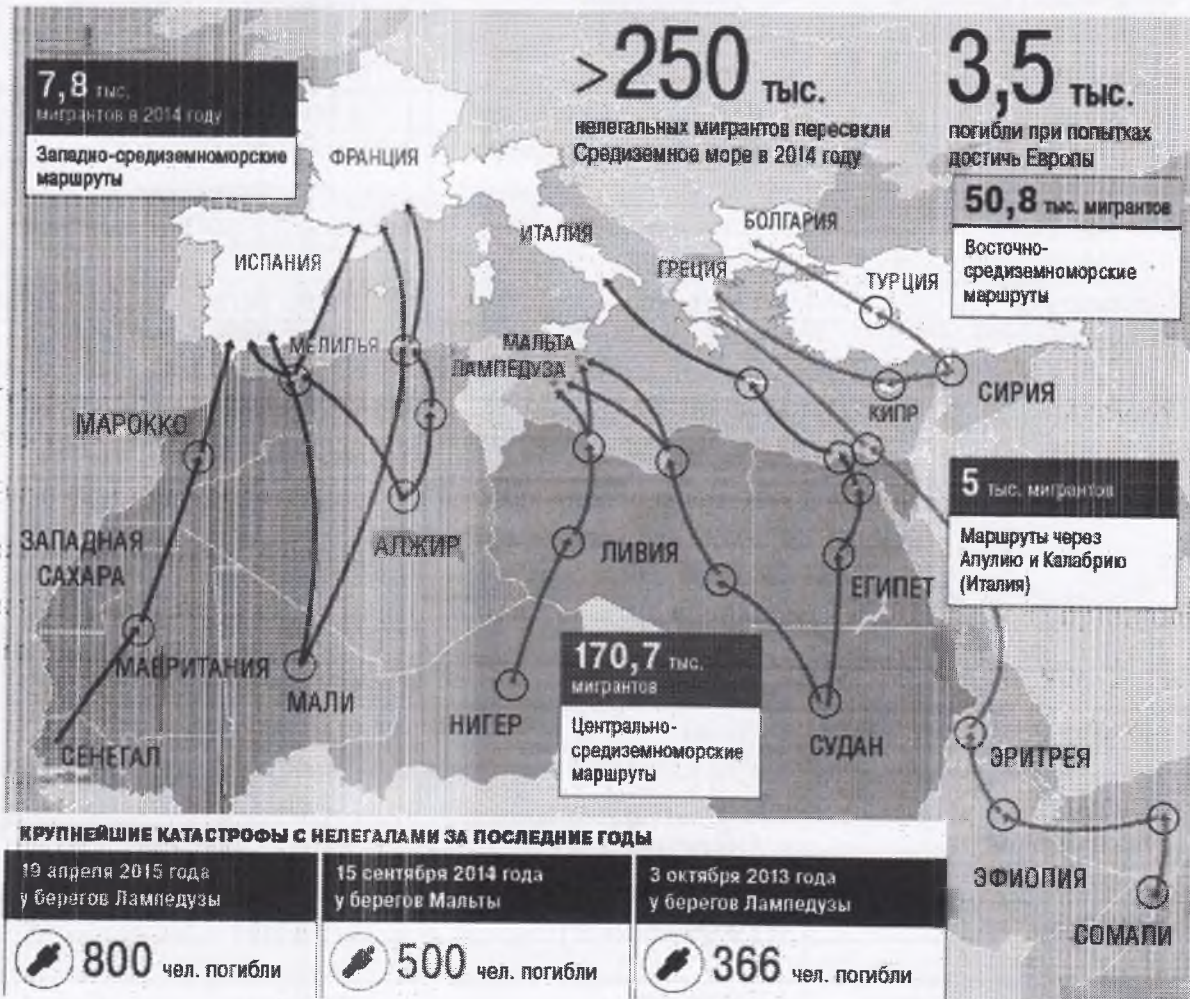 7,8 тыс.
мигрантов в 2014 году
Западно-средиземноморские
маршруты
>250 тыс.
нелегальных мигрантов пересекли
Средиземное море в 2014 году
3,5 тыс.
погибли при попытках
достичь Европы
50,8 тыс. мигрантов
Восточно-
средиземноморские
маршруты
ФРАНЦИЯ
ИСПАНИЯ
ИТАЛИЯ
БОЛГАРИЯ
ГРЕЦИЯ
ТУРЦИЯ
МЕЛИЛЬЯ
МАЛЬТА
ЛАМПЕДУЗА
КИПР
СИРИЯ
МАРОККО
5 тыс. мигрантов
Маршруты через
Апулию и Калабрию
(Италия)
ЗАПАДНАЯ
САХАРА
АЛЖИР
ЛИВИЯ
ЕГИПЕТ
МАВРИТАНИЯ
МАЛИ
НИГЕР
170,7 тыс.
мигрантов
Центрально-
средиземноморские
маршруты
СУДАН
СЕНЕГАЛ
ЭРИТРЕЯ
ЭФИОПИЯ
СОМАЛИ
КРУПНЕЙШИЕ КАТАСТРОФЫ С НЕЛЕГАЛАМИ ЗА ПОСЛЕДНИЕ ГОДЫ
19 апреля 2015 года
у берегов Лампедузы
800 чел. погибли
15 сентября 2014 года
у берегов Мальты
500 чел. погибли
3 октября 2013 года
у берегов Лампедузы
366 чел. погибли